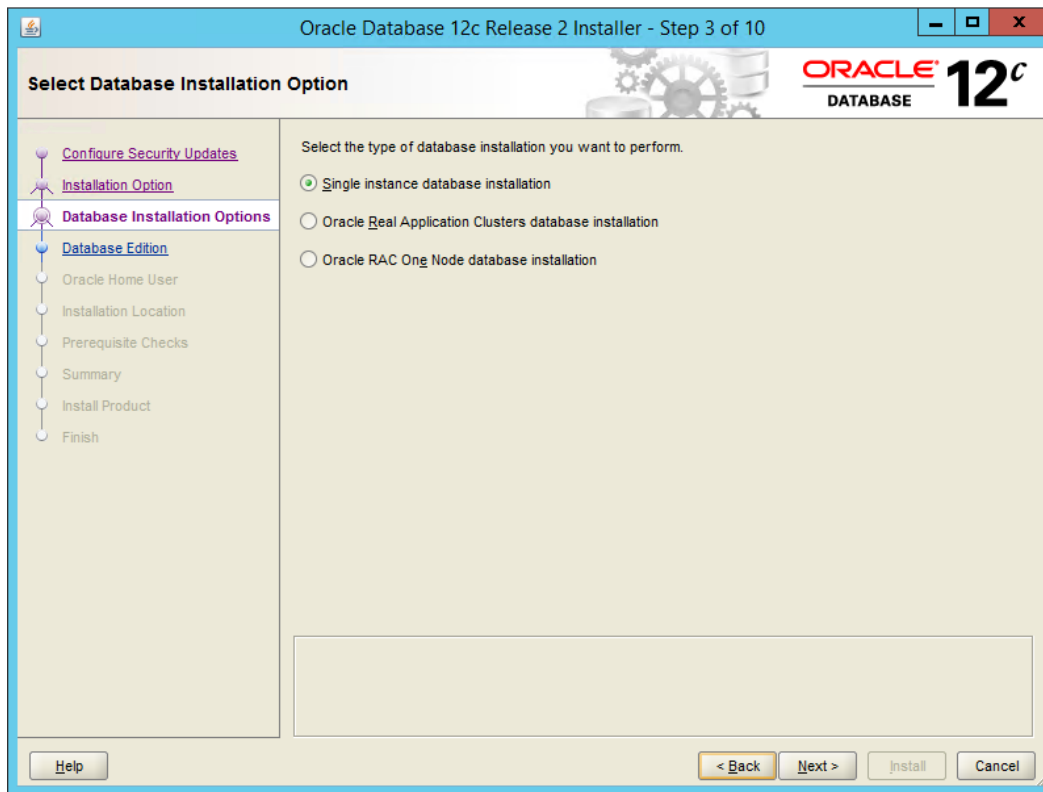 Oracle Database 12c Release 2 Installer - Step 3 of 10
Select Database Installation Option
ORACLE® 12c
DATABASE
Configure Security Updates
Installation Option
Database Installation Options
Database Edition
Oracle Home User
Installation Location
Prerequisite Checks
Summary
Install Product
Finish
Select the type of database installation you want to perform.
Single instance database installation
Oracle Real Application Clusters database installation
Oracle RAC One Node database installation
Help
< Back
Next >
Install
Cancel